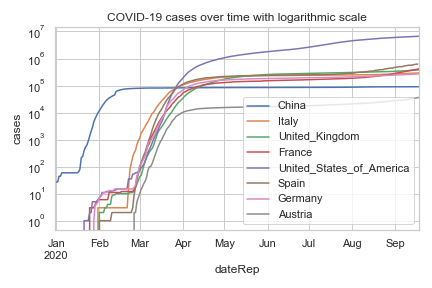 COVID-19 cases over time with logarithmic scale
cases
10^7
10^6
10^5
10^4
10^3
10^2
10^1
10^0
China
Italy
United_Kingdom
France
United_States_of_America
Spain
Germany
Austria
Jan Feb Mar Apr May Jun Jul Aug Sep
2020
dateRep